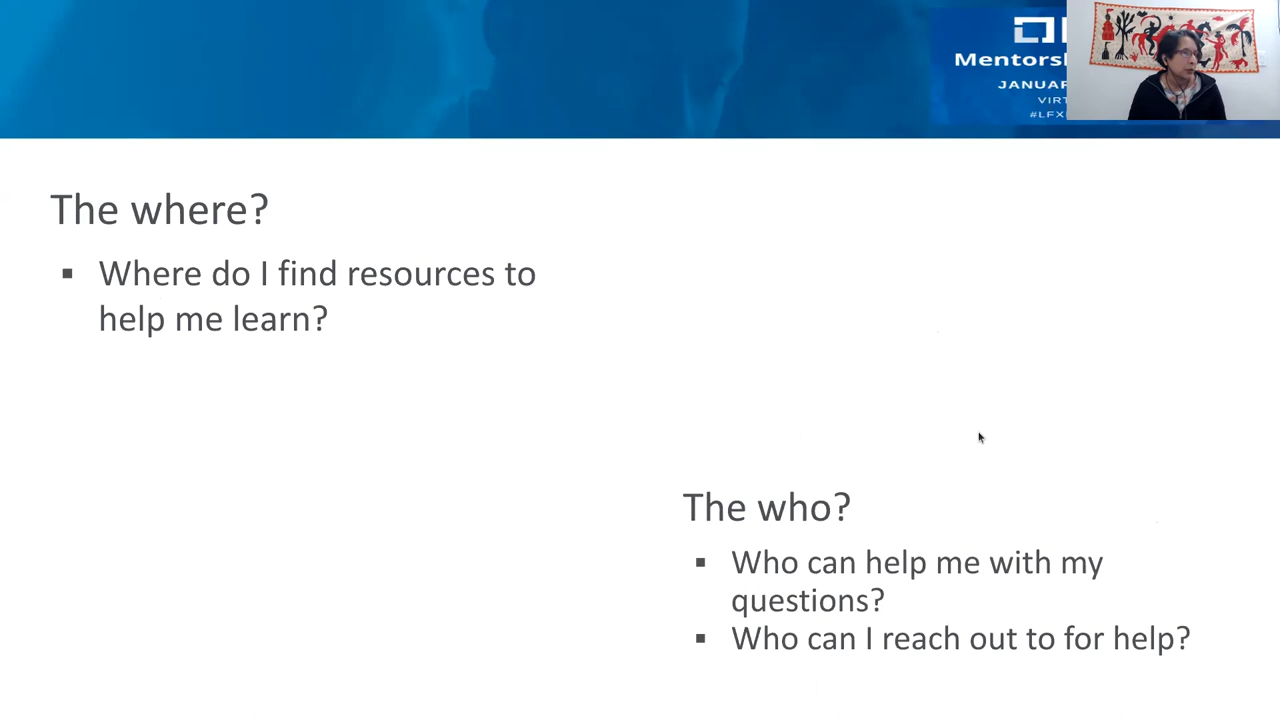 Mentorsh
JANUAR
VIRT
#LFX
The where?
▪ Where do I find resources to
help me learn?
The who?
▪ Who can help me with my
questions?
▪ Who can I reach out to for help?